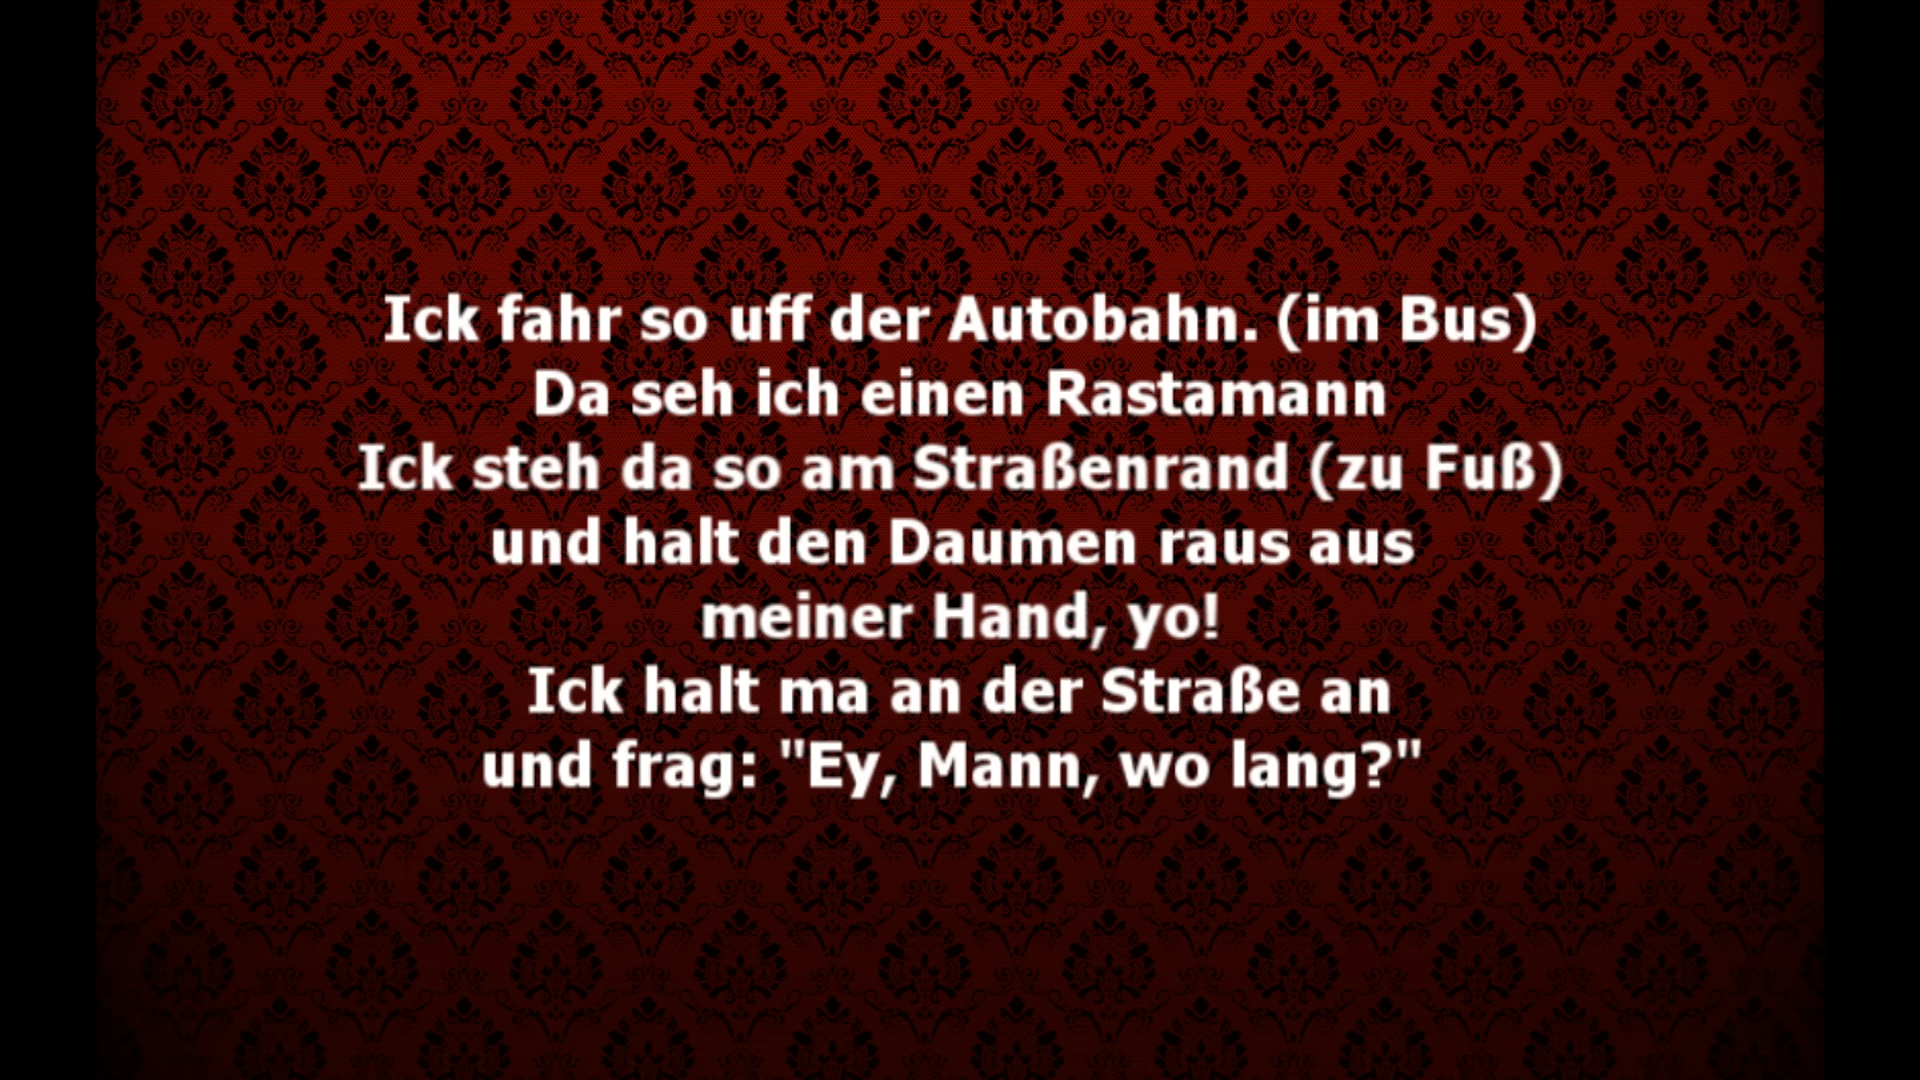 Ick fahr so uff der Autobahn. (im Bus)
Da seh ich einen Rastamann
Ick steh da so am Straßenrand (zu Fuß)
und halt den Daumen raus aus
meiner Hand, yo!
Ick halt ma an der Straße an
und frag: "Ey, Mann, wo lang?"